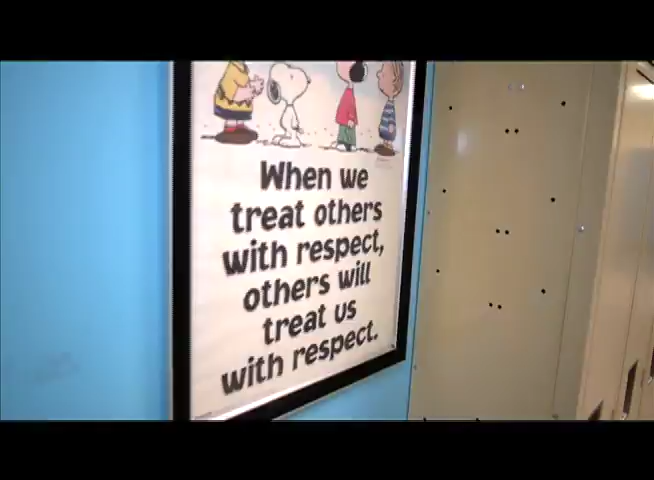 When we
treat others
with respect,
others will
treat us
with respect.